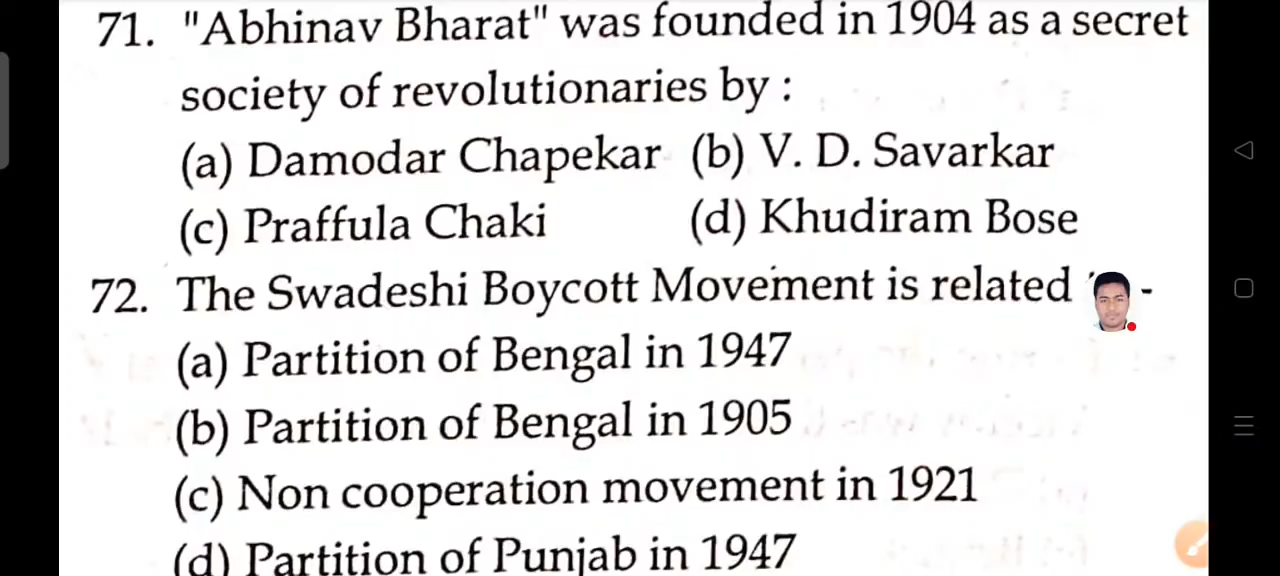 71. "Abhinav Bharat" was founded in 1904 as a secret
society of revolutionaries by :
(a) Damodar Chapekar (b) V. D. Savarkar
(c) Praffula Chaki (d) Khudiram Bose
72. The Swadeshi Boycott Movement is related -
(a) Partition of Bengal in 1947
(b) Partition of Bengal in 1905
(c) Non cooperation movement in 1921
(d) Partition of Punjab in 1947